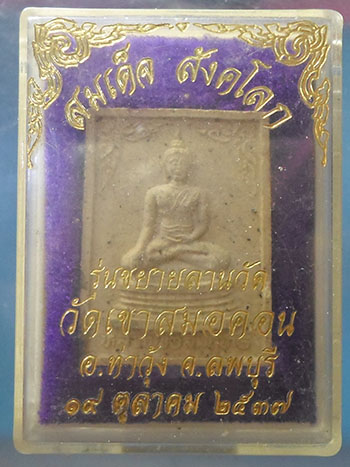 สมเด็จ สังคโลก
รุ่นขยายลานวัด
วัดเขาสมอคอน
อ.ท่าวุ้ง จ.ลพบุรี
๑๙ ตุลาคม ๒๕๓๗